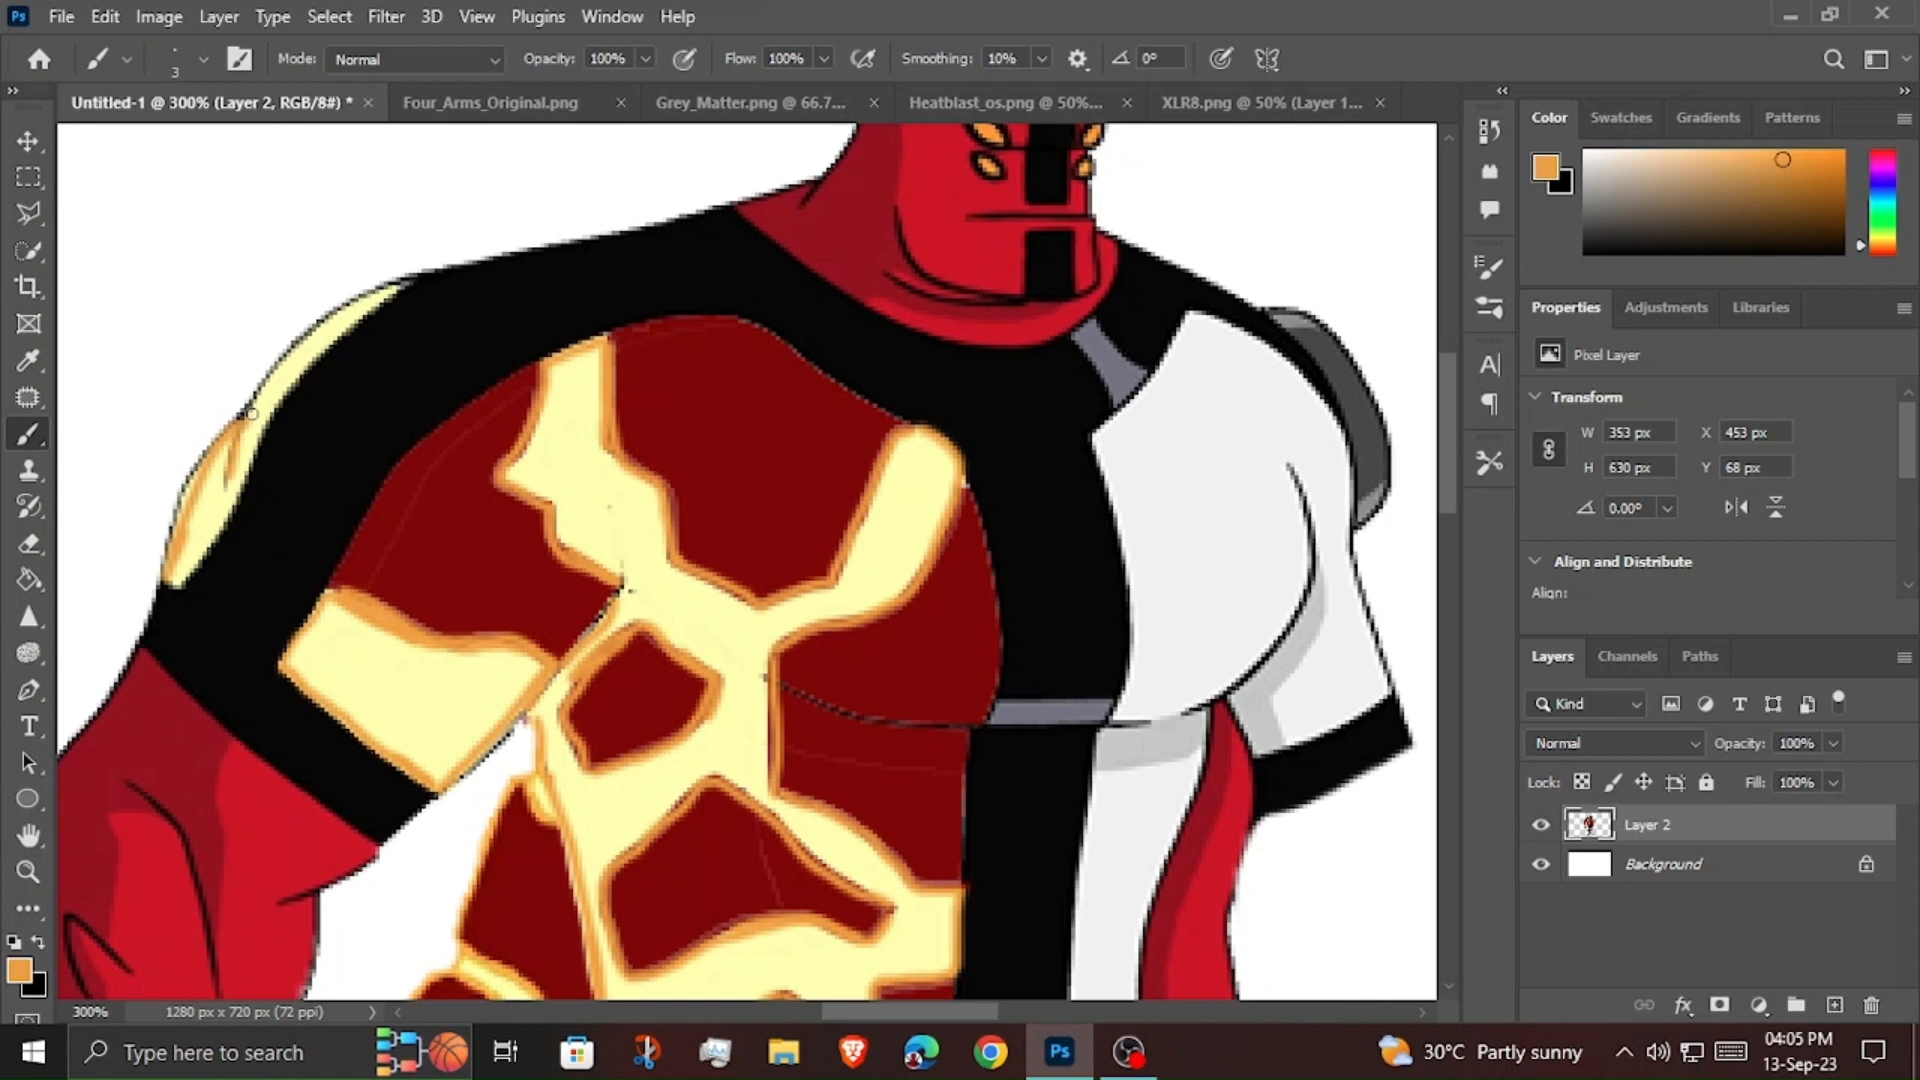 Ps File Edit Image Layer Type Select Filter 3D View Plugins Window Help
3 Mode: Normal Opacity: 100% Flow: 100% Smoothing: 10% 0°
Untitled-1 @ 300% (Layer 2, RGB/8#) * Four_Arms_Original.png Grey_Matter.png @ 66.7... Heatblast_os.png @ 50%... XLR8.png @ 50% (Layer 1...
Color Swatches Gradients Patterns
Properties Adjustments Libraries
Pixel Layer
Transform
W 353 px X 453 px
H 630 px Y 68 px
0.00°
Align and Distribute
Align:
Layers Channels Paths
Kind
Normal Opacity: 100%
Lock: Fill: 100%
Layer 2
Background
300% 1280 px x 720 px (72 ppi)
Type here to search
Ps
30°C Partly sunny
04:05 PM
13-Sep-23